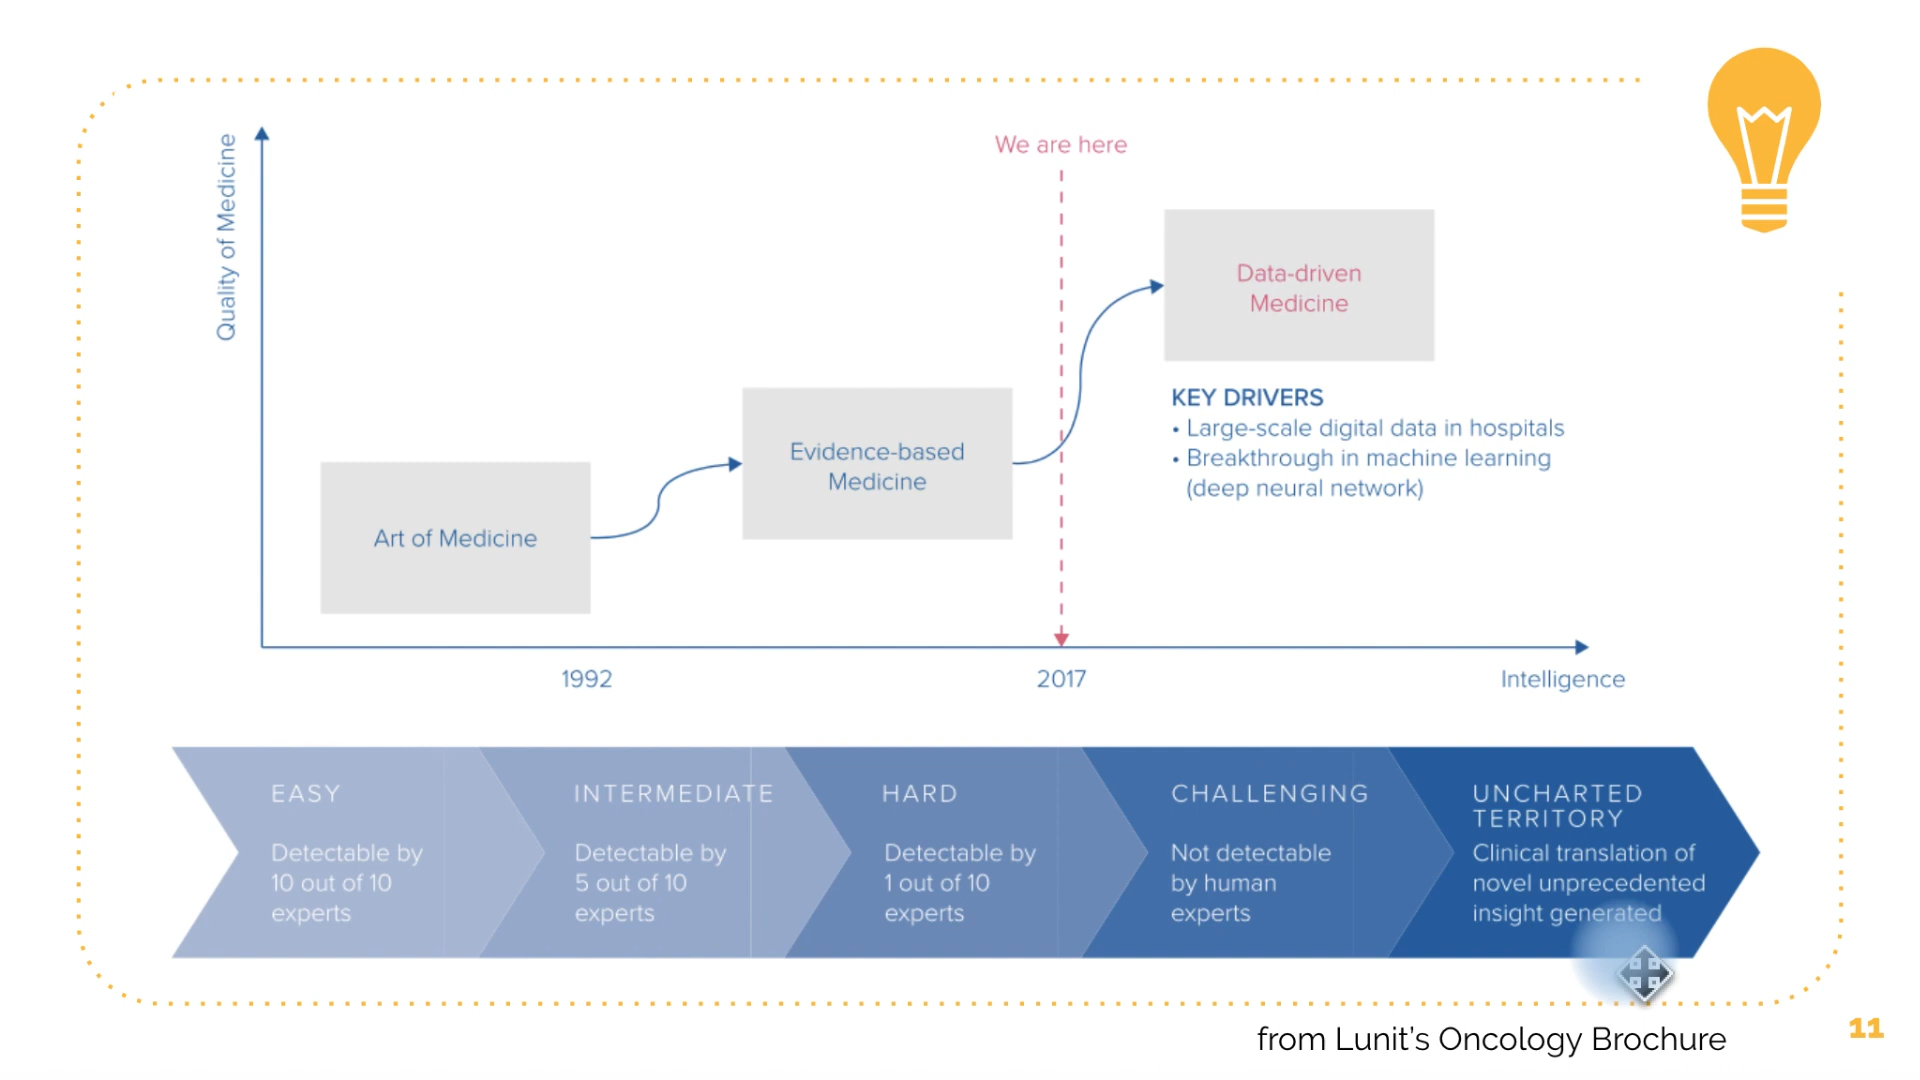 Quality of Medicine
We are here
Data-driven
Medicine
KEY DRIVERS
• Large-scale digital data in hospitals
• Breakthrough in machine learning
(deep neural network)
Evidence-based
Medicine
Art of Medicine
1992
2017
Intelligence
EASY
Detectable by
10 out of 10
experts
INTERMEDIATE
Detectable by
5 out of 10
experts
HARD
Detectable by
1 out of 10
experts
CHALLENGING
Not detectable
by human
experts
UNCHARTED
TERRITORY
Clinical translation of
novel unprecedented
insight generated
from Lunit's Oncology Brochure
11